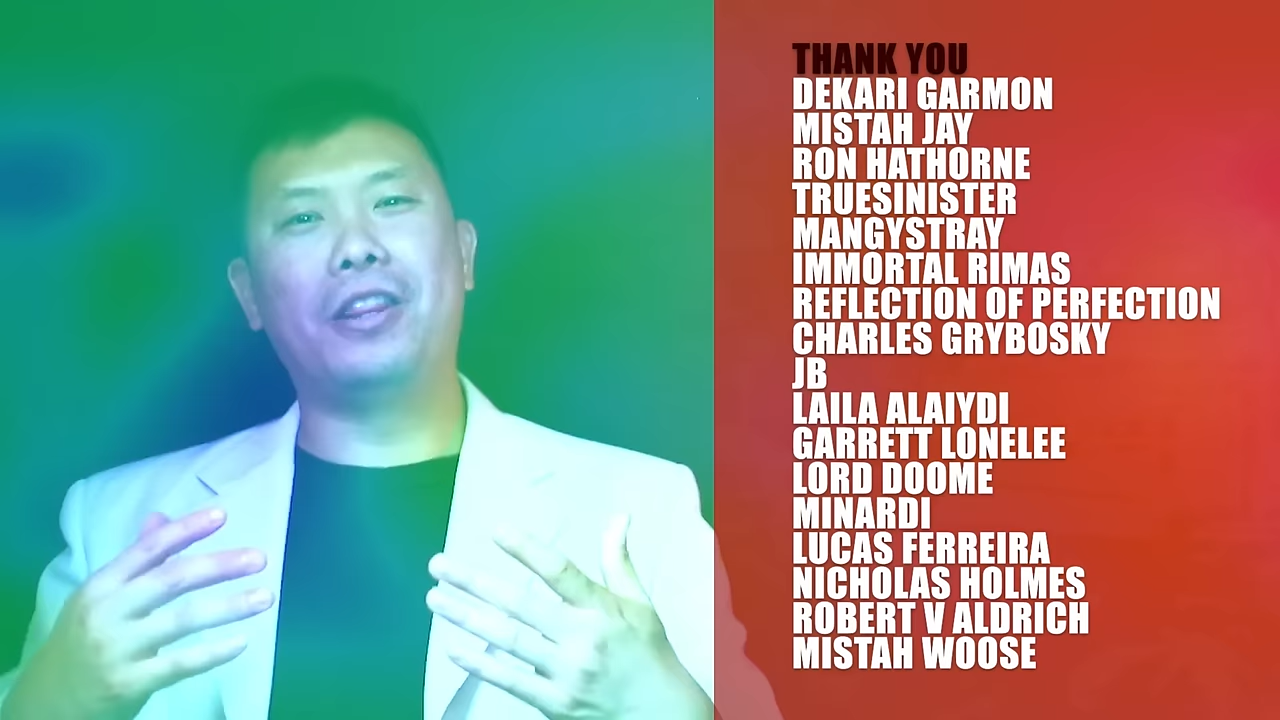 THANK YOU
DEKARI GARMON
MISTAH JAY
RON HATHORNE
TRUESINISTER
MANGYSTRAY
IMMORTAL RIMAS
REFLECTION OF PERFECTION
CHARLES GRYBOSKY
JB
LAILA ALAIYDI
GARRETT LONELEE
LORD DOOME
MINARDI
LUCAS FERREIRA
NICHOLAS HOLMES
ROBERT V ALDRICH
MISTAH WOOSE